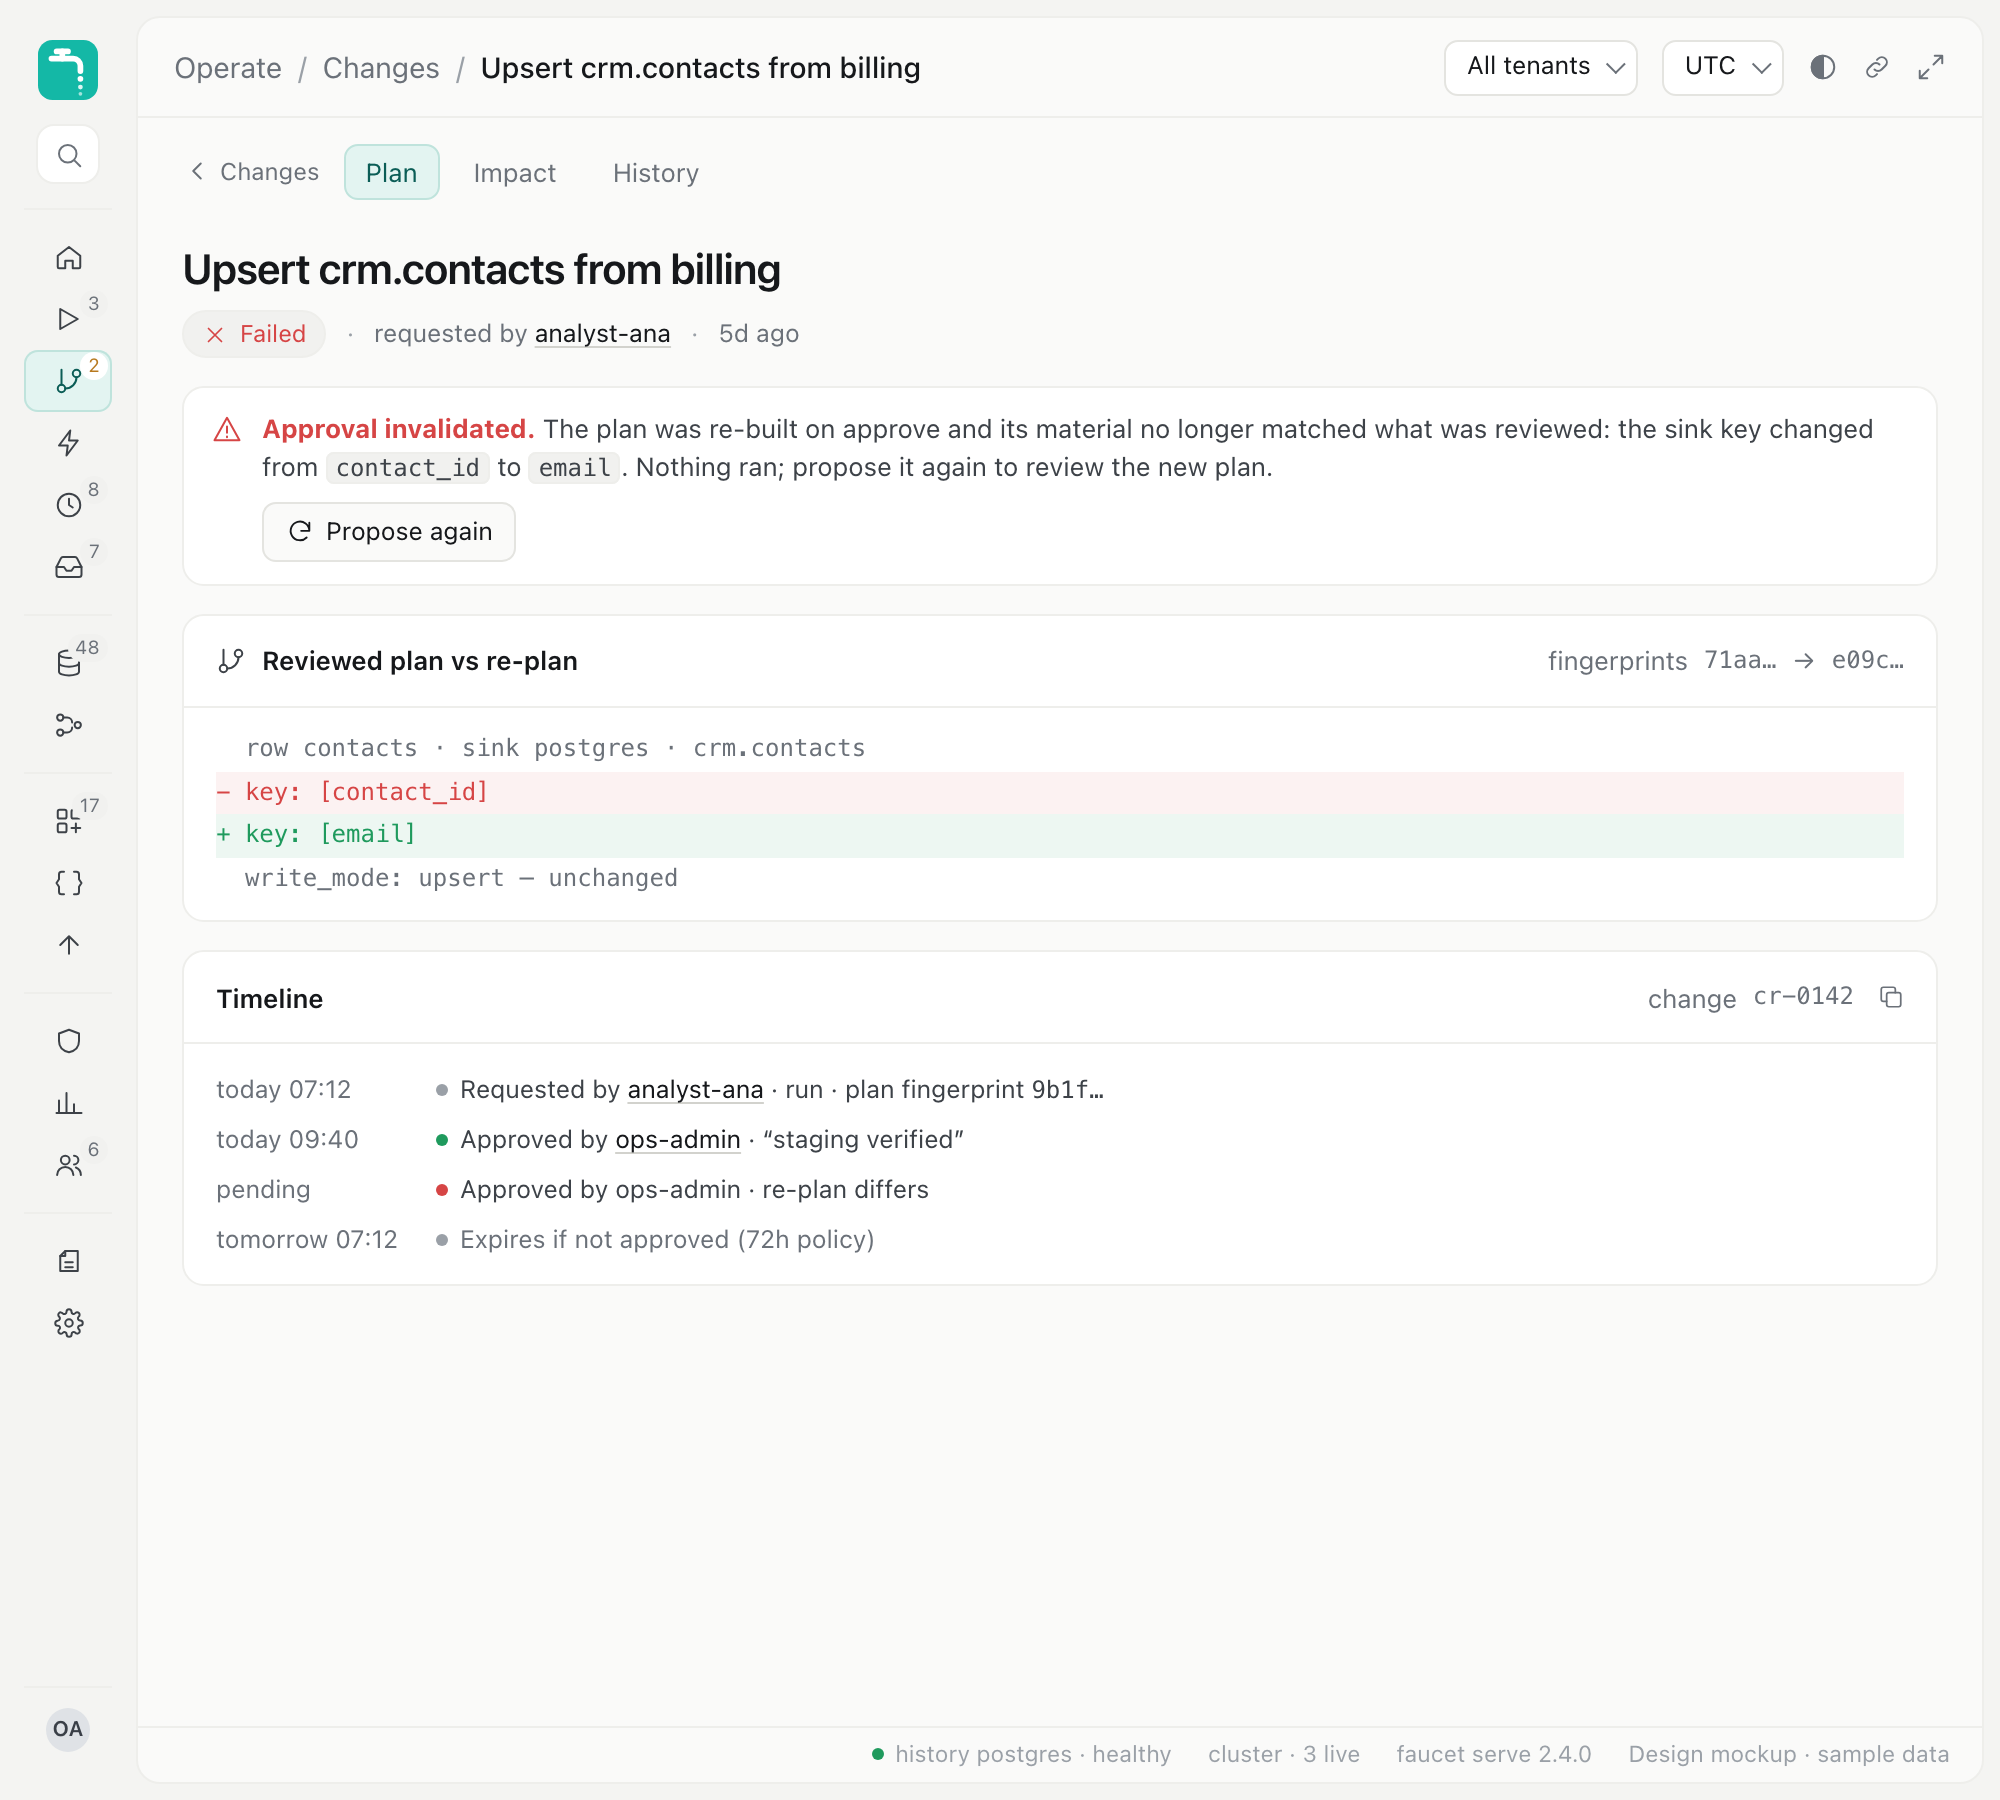 Operate / Changes / Upsert crm.contacts from billing
All tenants
UTC
Changes
Plan
Impact
History
3
2
8
7
48
17
6
OA
Upsert crm.contacts from billing
Failed · requested by analyst-ana · 5d ago
Approval invalidated. The plan was re-built on approve and its material no longer matched what was reviewed: the sink key changed
from contact_id to email. Nothing ran; propose it again to review the new plan.
Propose again
Reviewed plan vs re-plan
fingerprints 71aa… → e09c…
row contacts · sink postgres · crm.contacts
− key: [contact_id]
+ key: [email]
write_mode: upsert — unchanged
Timeline
change cr-0142
today 07:12 Requested by analyst-ana · run · plan fingerprint 9b1f…
today 09:40 Approved by ops-admin · “staging verified”
pending Approved by ops-admin · re-plan differs
tomorrow 07:12 Expires if not approved (72h policy)
history postgres · healthy
cluster · 3 live
faucet serve 2.4.0
Design mockup · sample data